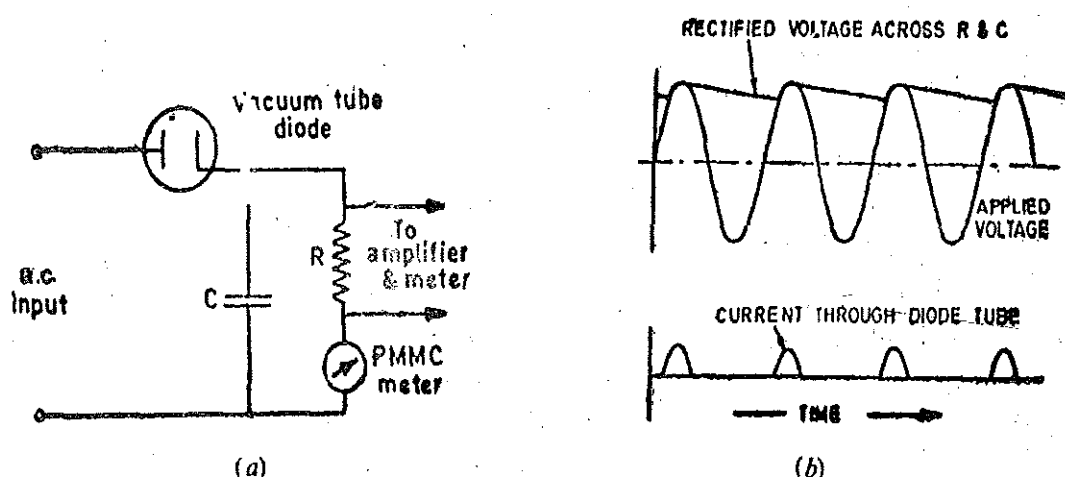 Vacuum tube
diode
a.c.
Input
C
R
To
amplifier
& meter
PMMC
meter
(a)
RECTIFIED VOLTAGE ACROSS R & C
APPLIED
VOLTAGE
CURRENT THROUGH DIODE TUBE
TIME
(b)